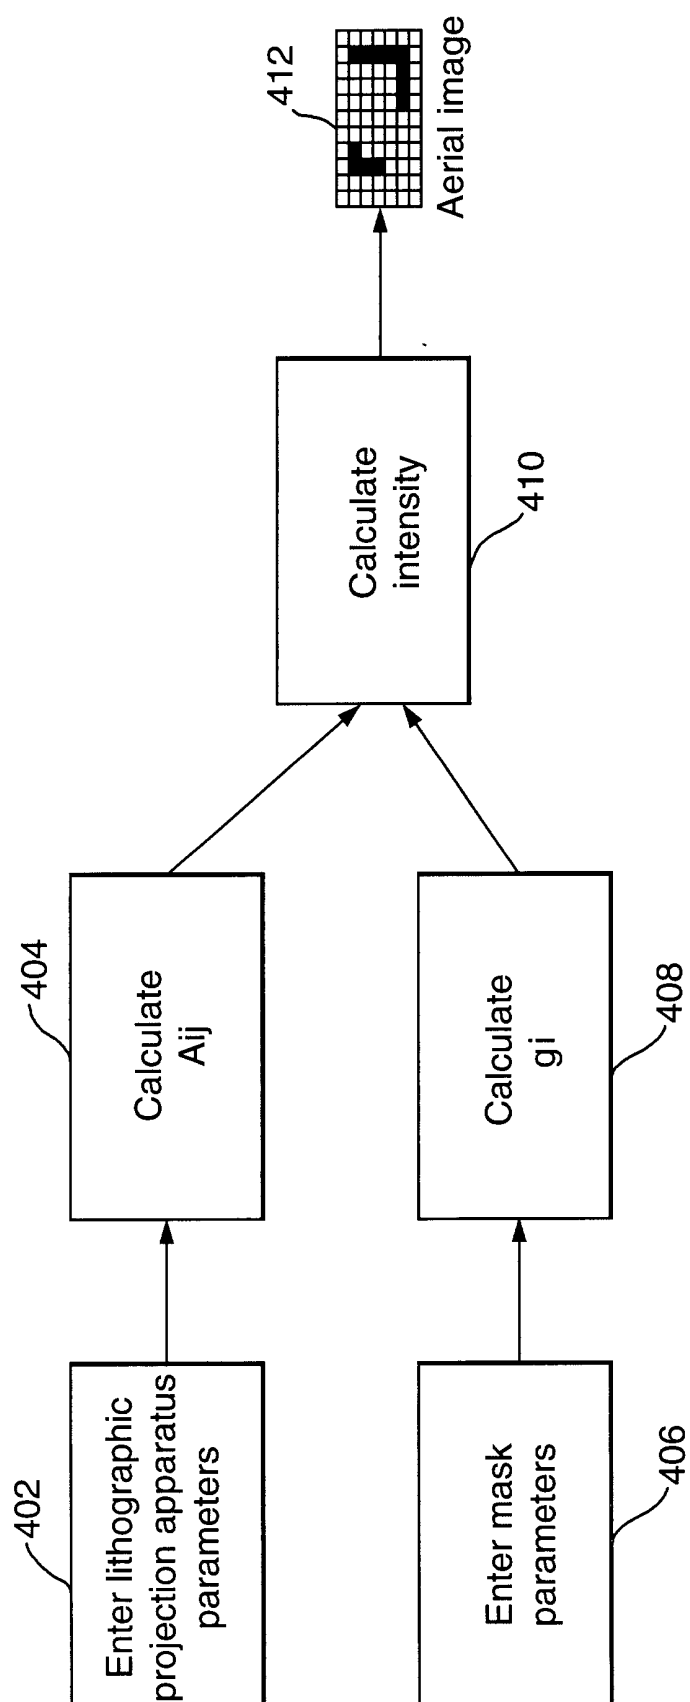 402
Enter lithographic
projection apparatus
parameters
404
Calculate
Aij
406
Enter mask
parameters
408
Calculate
gi
410
Calculate
intensity
412
Aerial image